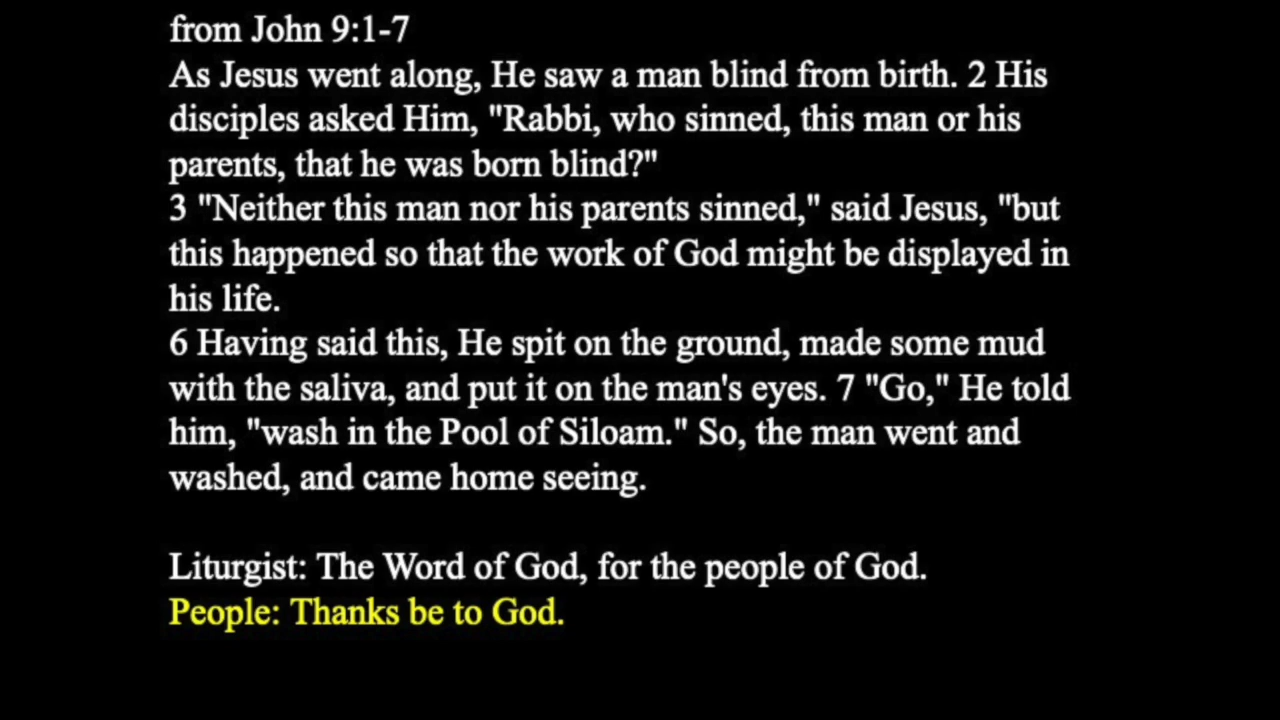 from John 9:1-7
As Jesus went along, He saw a man blind from birth. 2 His
disciples asked Him, "Rabbi, who sinned, this man or his
parents, that he was born blind?"
3 "Neither this man nor his parents sinned," said Jesus, "but
this happened so that the work of God might be displayed in
his life.
6 Having said this, He spit on the ground, made some mud
with the saliva, and put it on the man's eyes. 7 "Go," He told
him, "wash in the Pool of Siloam." So, the man went and
washed, and came home seeing.
Liturgist: The Word of God, for the people of God.
People: Thanks be to God.